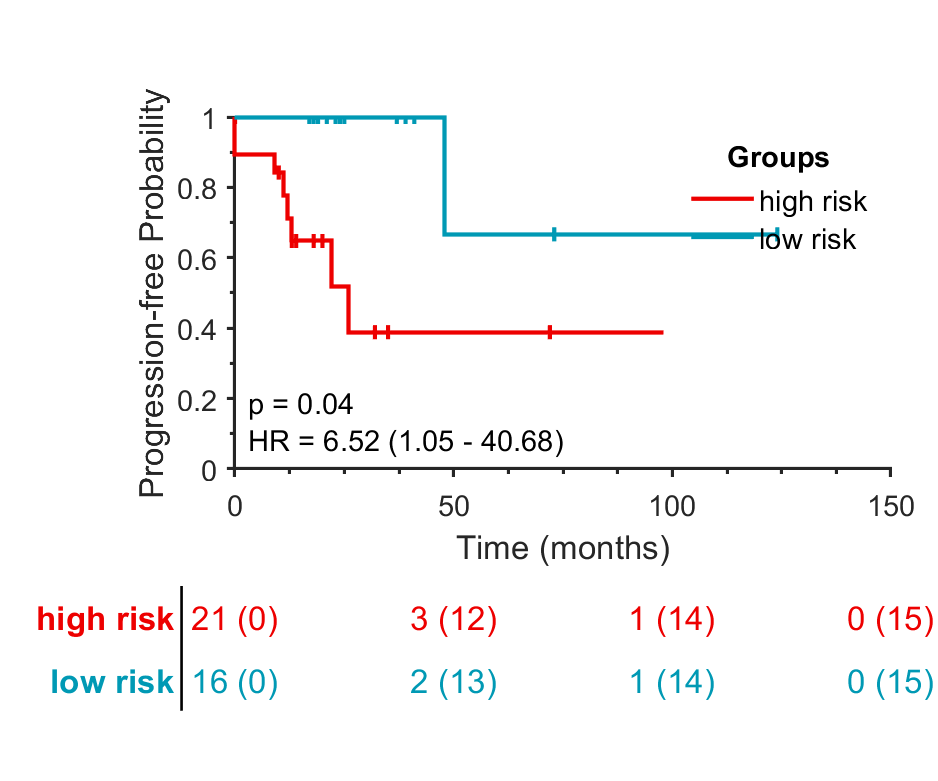 Progression-free Probability
1
0.8
0.6
0.4
0.2
0
Groups
high risk
low risk
p = 0.04
HR = 6.52 (1.05 - 40.68)
0 50 100 150
Time (months)
high risk 21 (0) 3 (12) 1 (14) 0 (15)
low risk 16 (0) 2 (13) 1 (14) 0 (15)